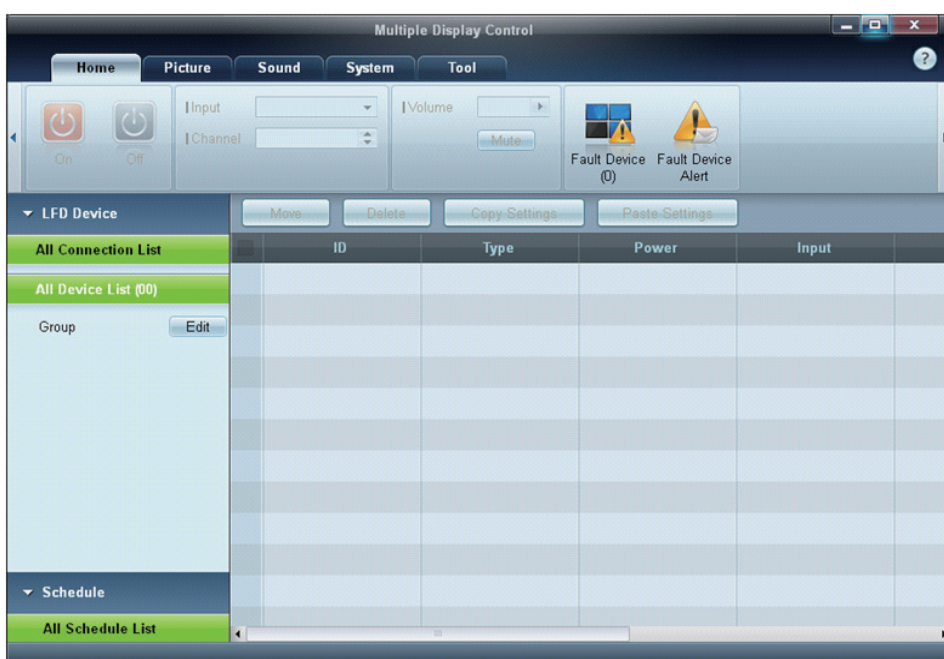 Multiple Display Control
Home Picture Sound System Tool
?
Input
Volume
Channel
Mute
On Off
Fault Device (0)
Fault Device Alert
LFD Device
Move Delete Copy Settings Paste Settings
All Connection List
ID Type Power Input
All Device List (00)
Group Edit
Schedule
All Schedule List